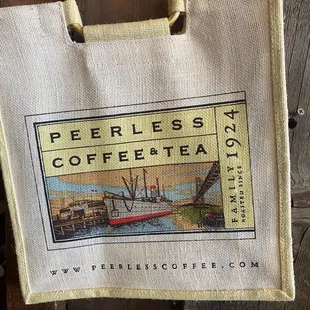 PEERLESS
COFFEE & TEA
FAMILY
ROASTED SINCE
1924
WWW.PEERLESSCOFFEE.COM